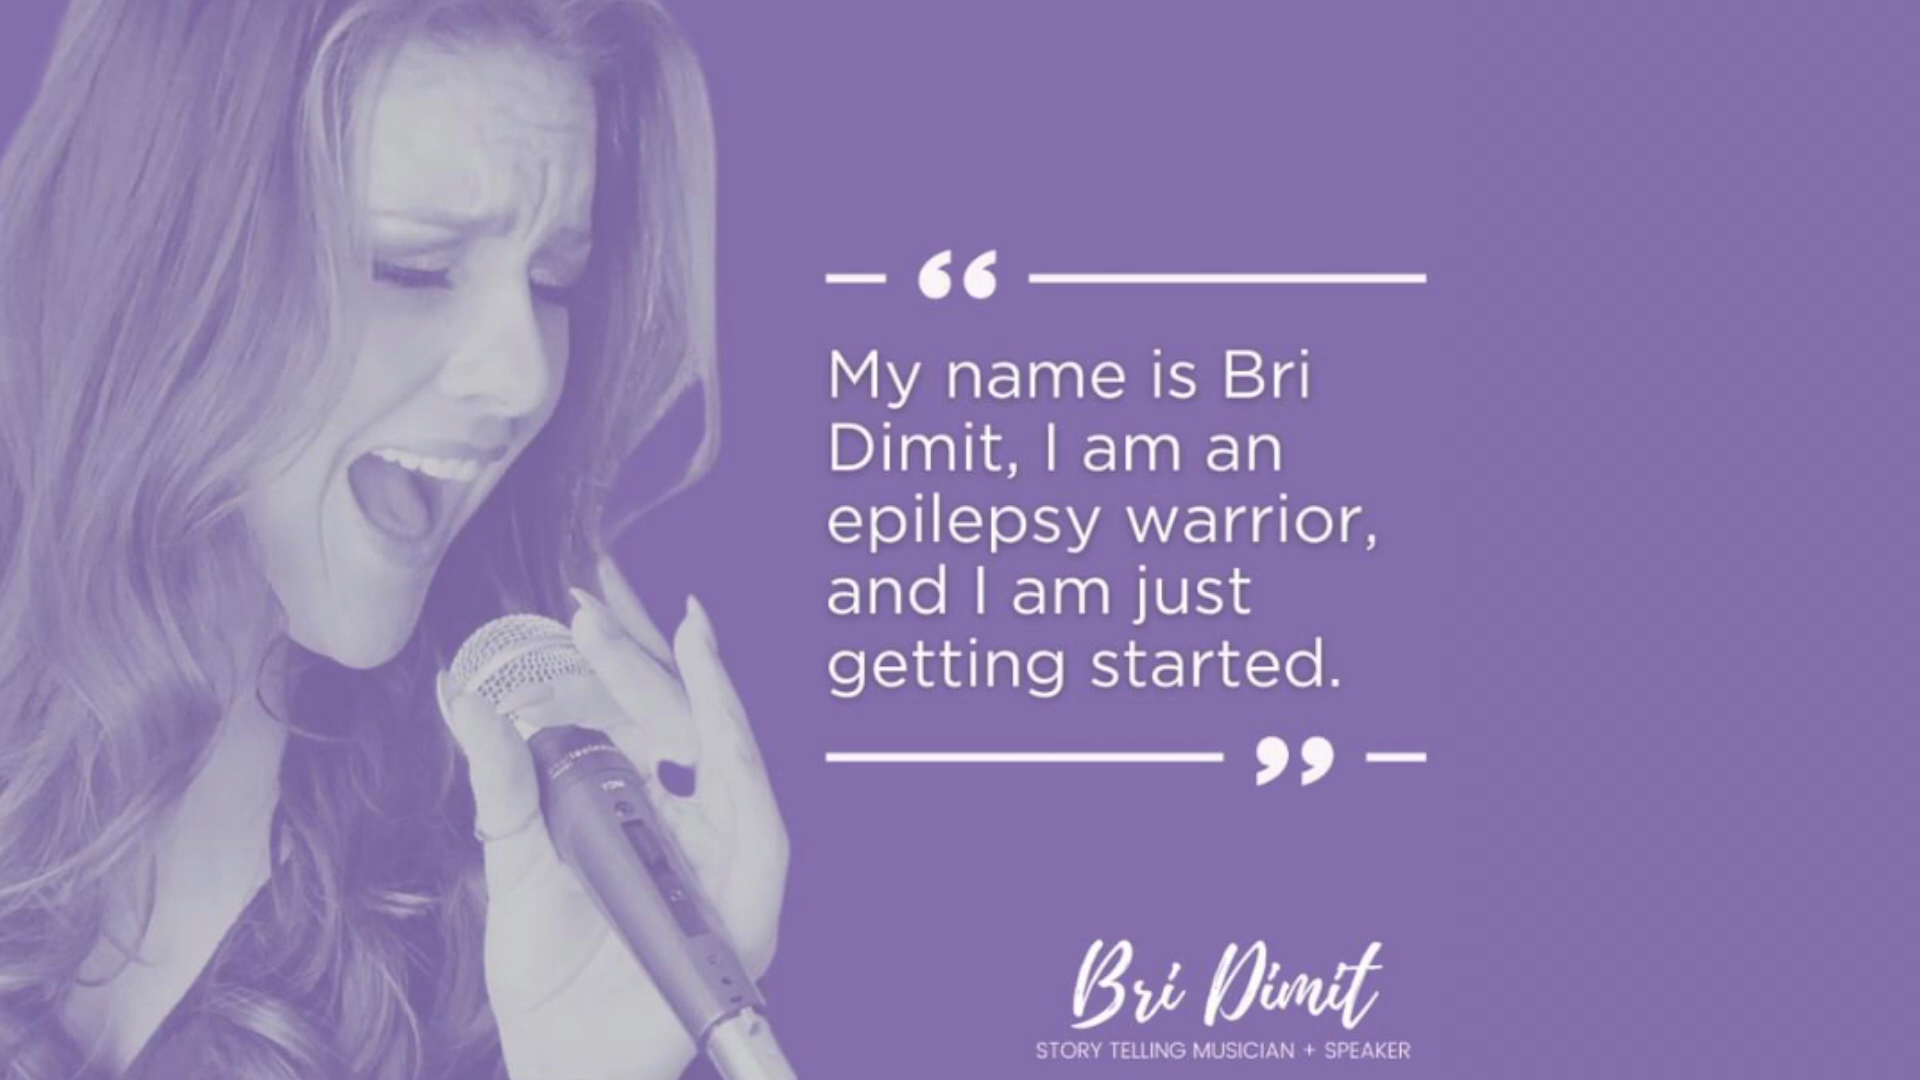 “
My name is Bri
Dimit, I am an
epilepsy warrior,
and I am just
getting started.
”
Bri Dimit
STORY TELLING MUSICIAN + SPEAKER